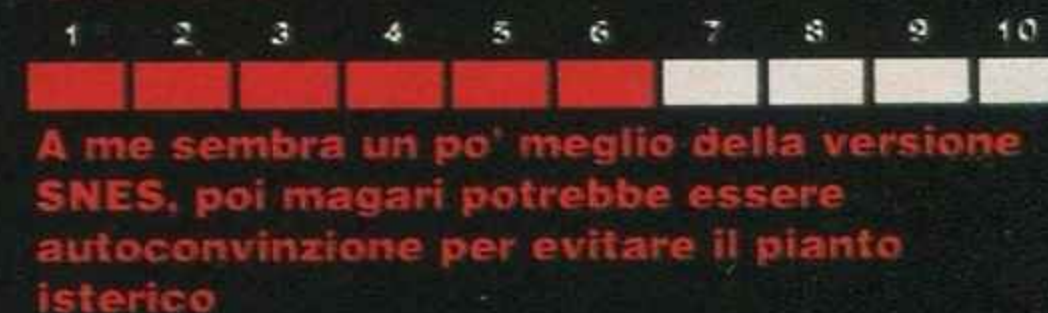 1 2 3 4 5 6 7 8 9 10
A me sembra un po' meglio della versione
SNES, poi magari potrebbe essere
autoconvinzione per evitare il pianto
isterico